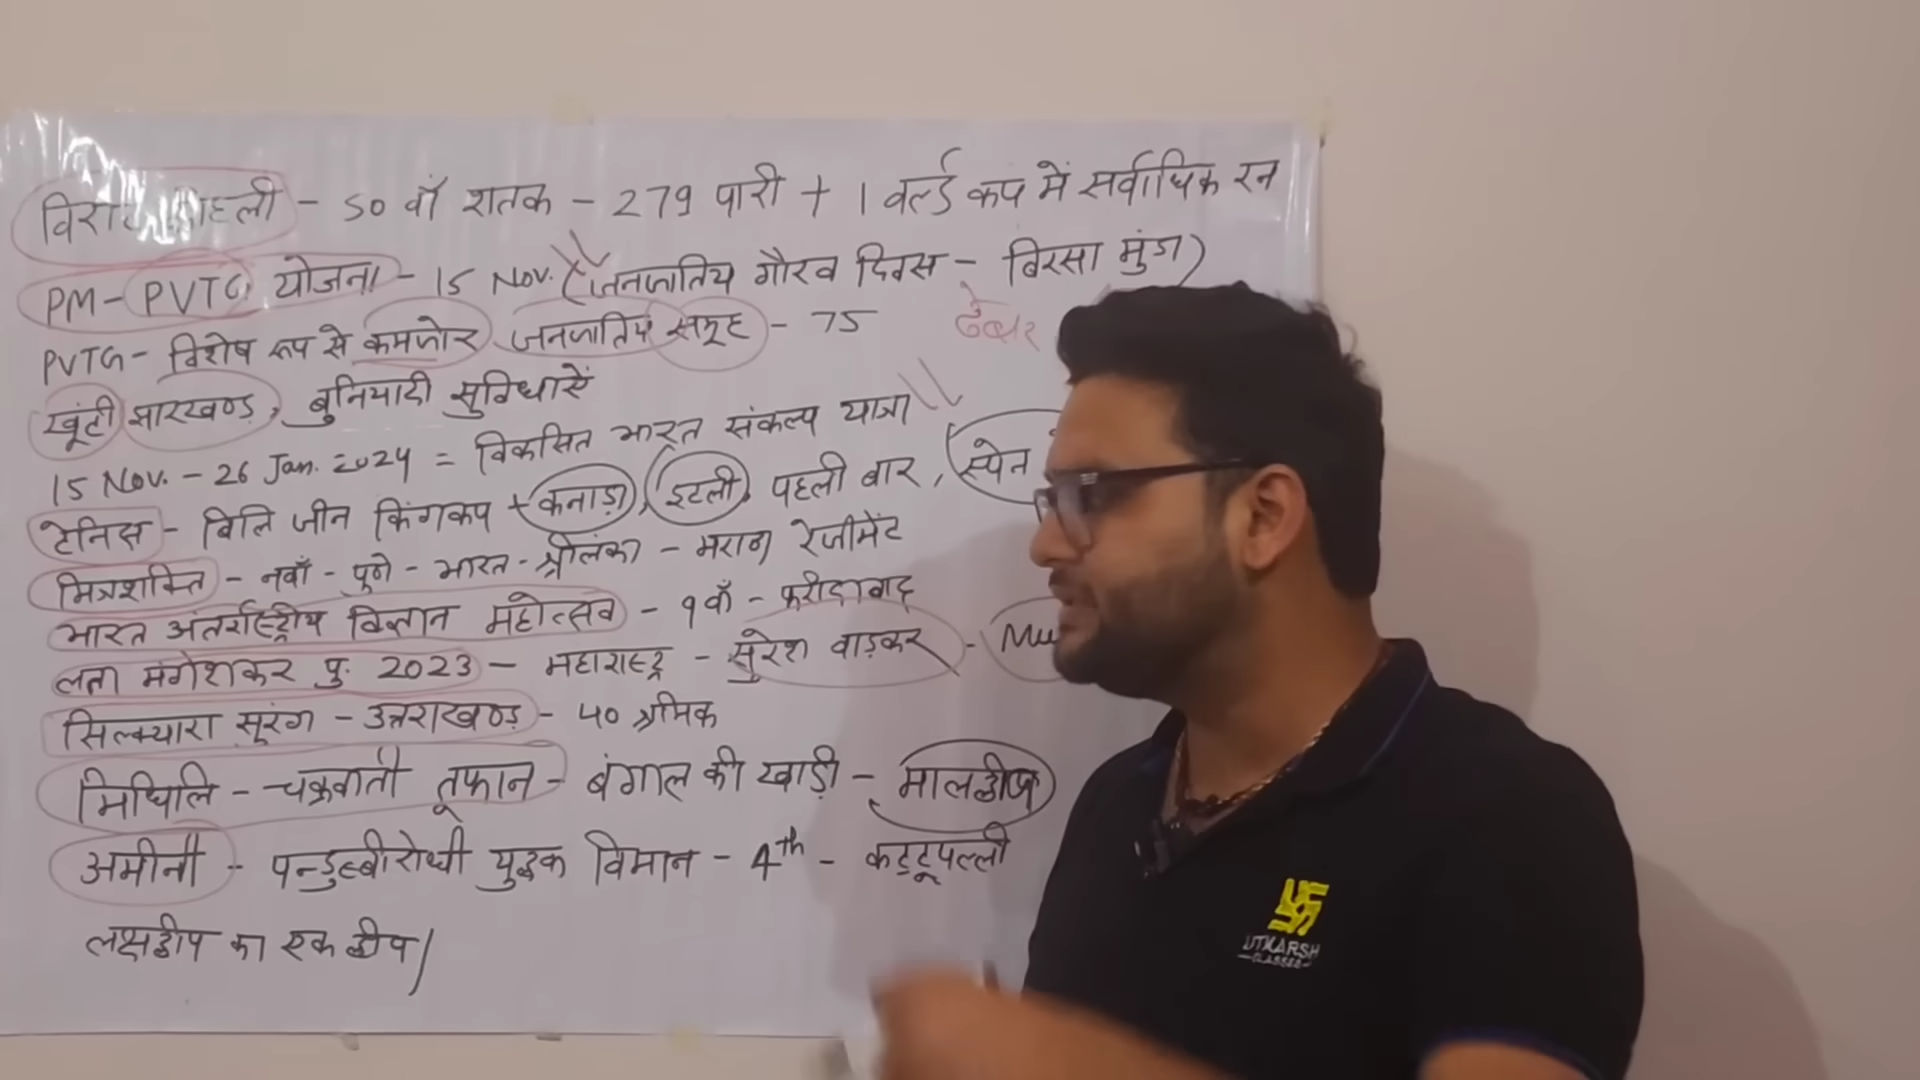 विराट कोहली - 50 वाँ शतक - 279 पारी + 1 वर्ल्ड कप में सर्वाधिक रन
PM-PVTG योजना - 15 Nov. (जनजातिय गौरव दिवस - बिरसा मुंडा)
PVTG - विशेष रूप से कमजोर जनजातिय समूह - 75 ढेबर
खूंटी झारखण्ड, बुनियादी सुविधाऐं
15 Nov. - 26 Jan. 2024 = विकसित भारत संकल्प यात्रा
टेनिस - बिलि जीन किंगकप + कनाडा, इटली, पहली बार, स्पेन
मित्रशक्ति - नवाँ - पुणे - भारत - श्रीलंका - मराठा रेजीमेंट
भारत अंतर्राष्ट्रीय विज्ञान महोत्सव - 9वाँ - फरीदाबाद
लता मंगेशकर पु. 2023 - महाराष्ट्र - सुरेश वाड़कर -
सिल्क्यारा सुरंग - उत्तराखण्ड - 40 श्रमिक
मिधिलि - चक्रवाती तूफान - बंगाल की खाड़ी - मालद्वीप
अमीनी - पनडुब्बीरोधी युद्धक विमान - 4th - कट्टूपल्ली
लक्षद्वीप का एक द्वीप/
UTKARSH
CLASSES